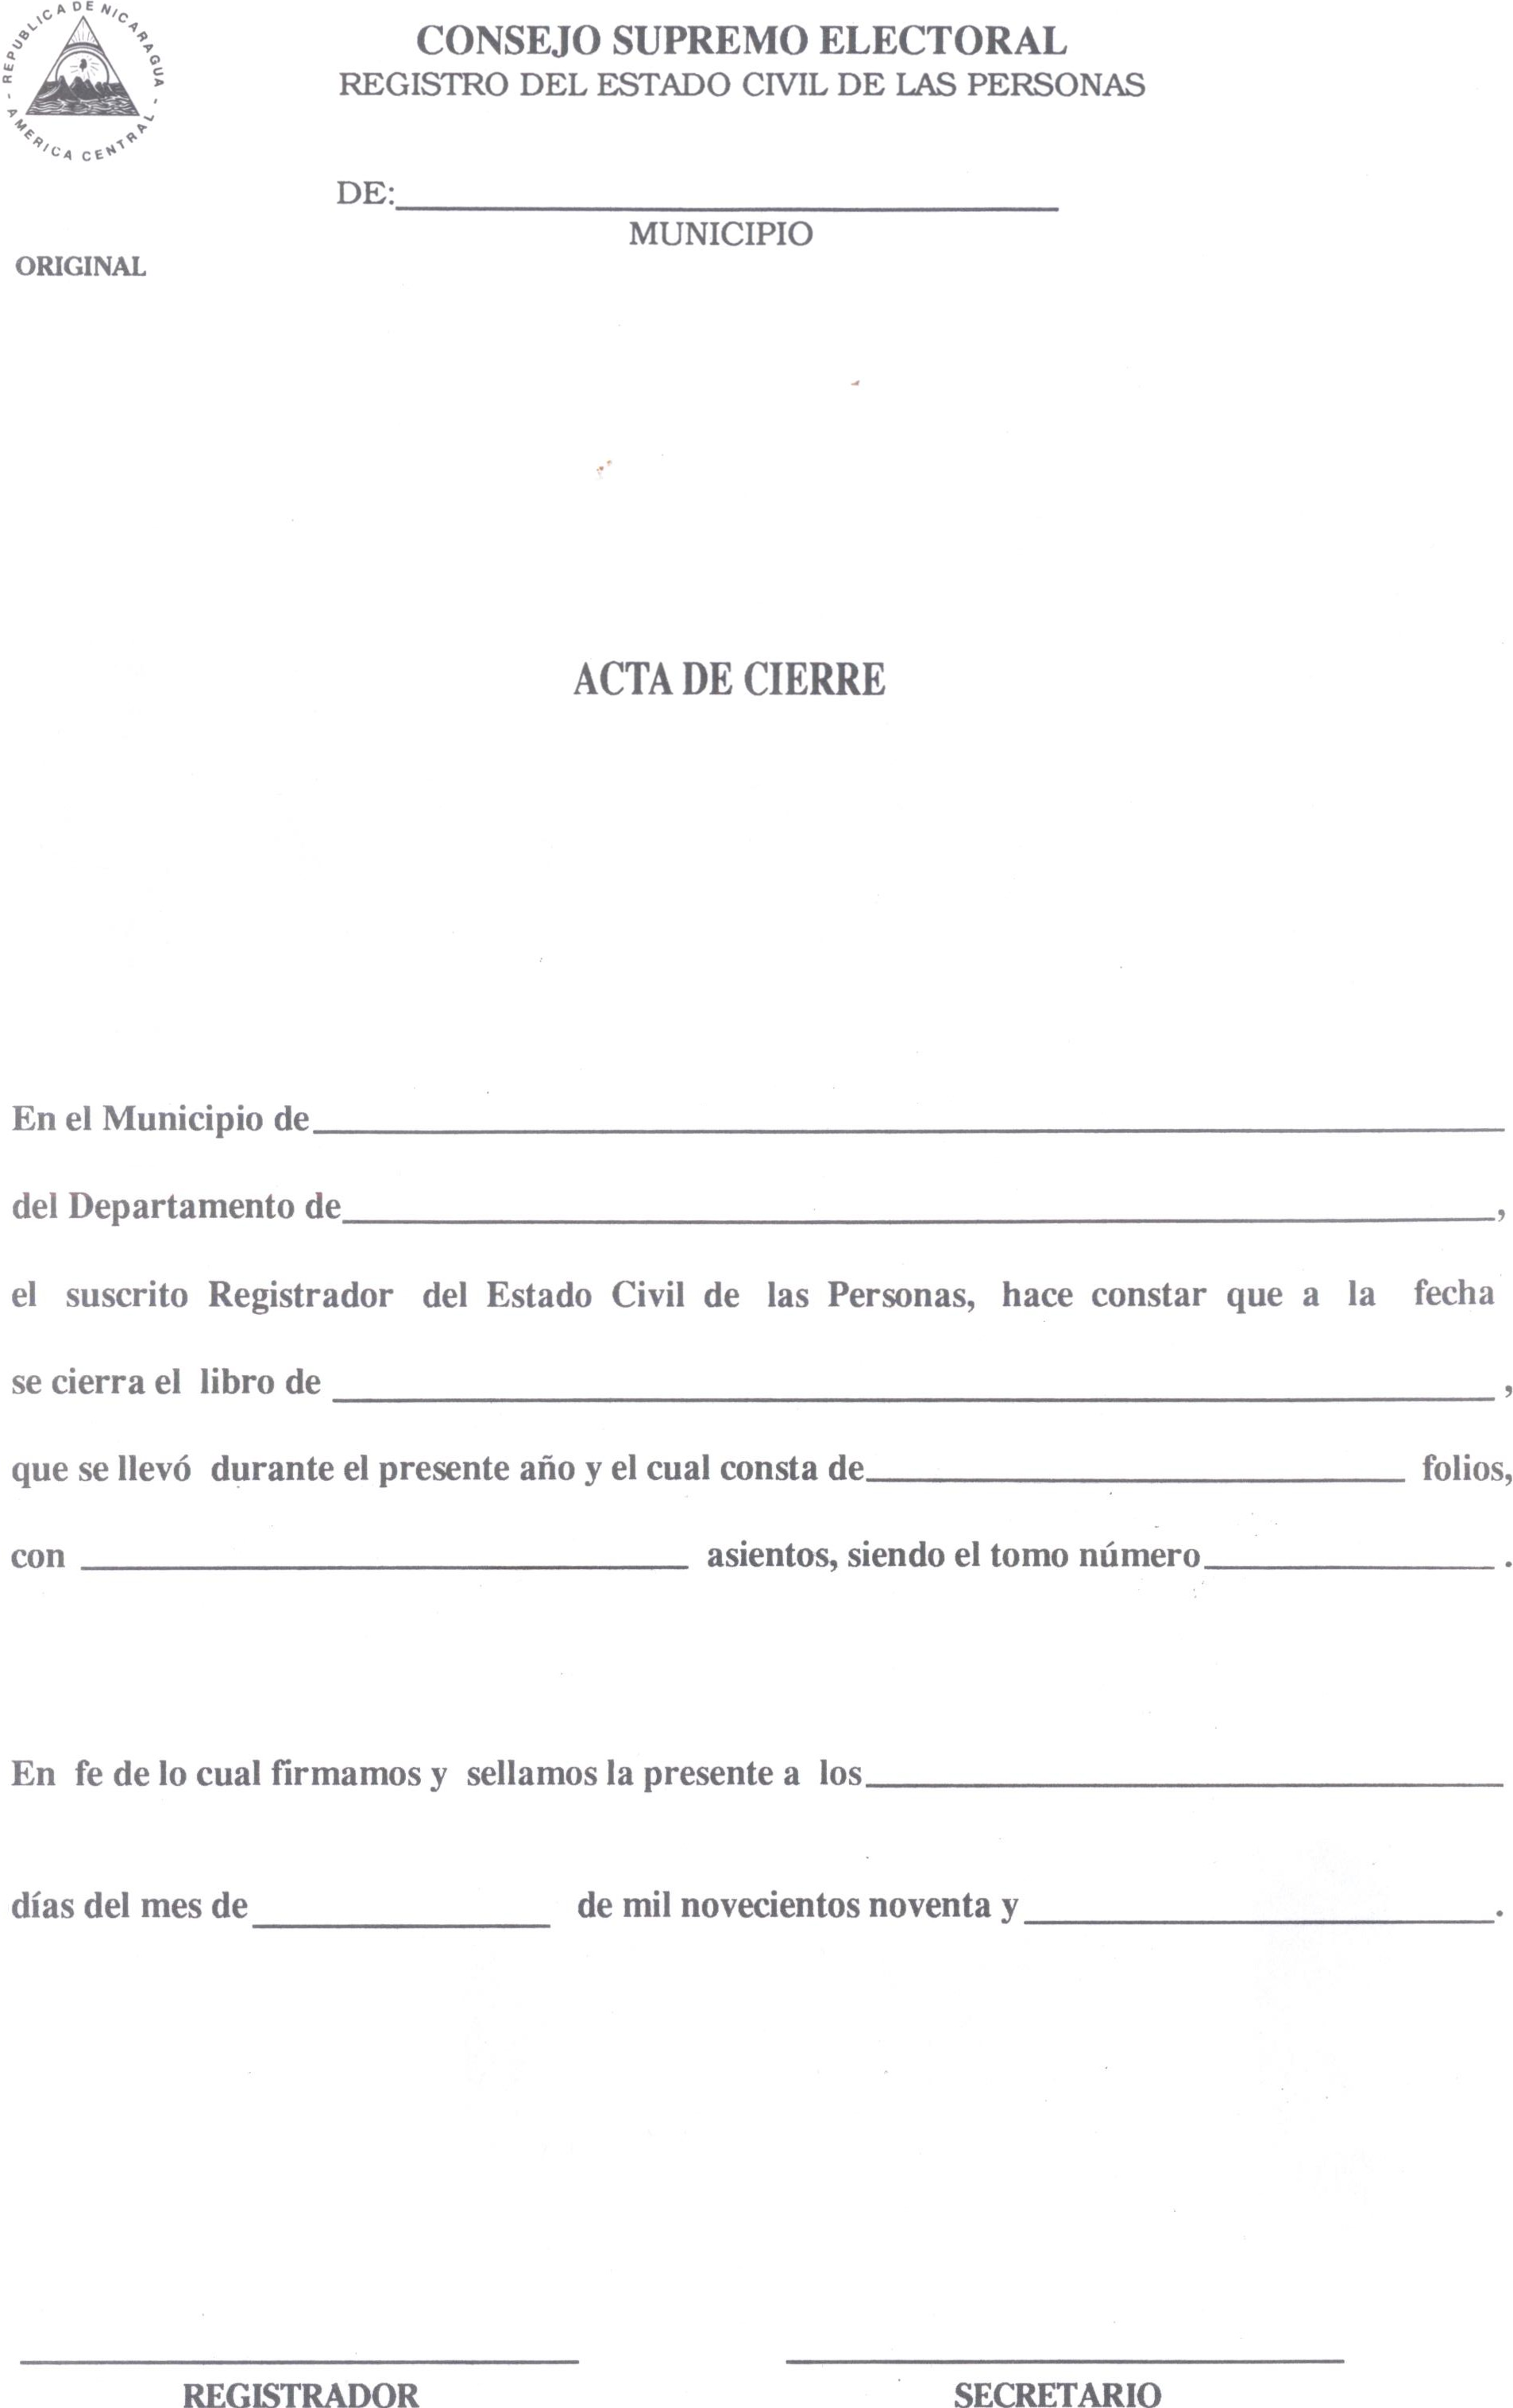 - REPUBLICA DE NICARAGUA -
AMERICA CENTRAL
CONSEJO SUPREMO ELECTORAL
REGISTRO DEL ESTADO CIVIL DE LAS PERSONAS
DE:
MUNICIPIO
ORIGINAL
ACTA DE CIERRE
En el Municipio de
del Departamento de ,
el suscrito Registrador del Estado Civil de las Personas, hace constar que a la fecha
se cierra el libro de ,
que se llevó durante el presente año y el cual consta de folios,
con asientos, siendo el tomo número .
En fe de lo cual firmamos y sellamos la presente a los
días del mes de de mil novecientos noventa y .
REGISTRADOR SECRETARIO